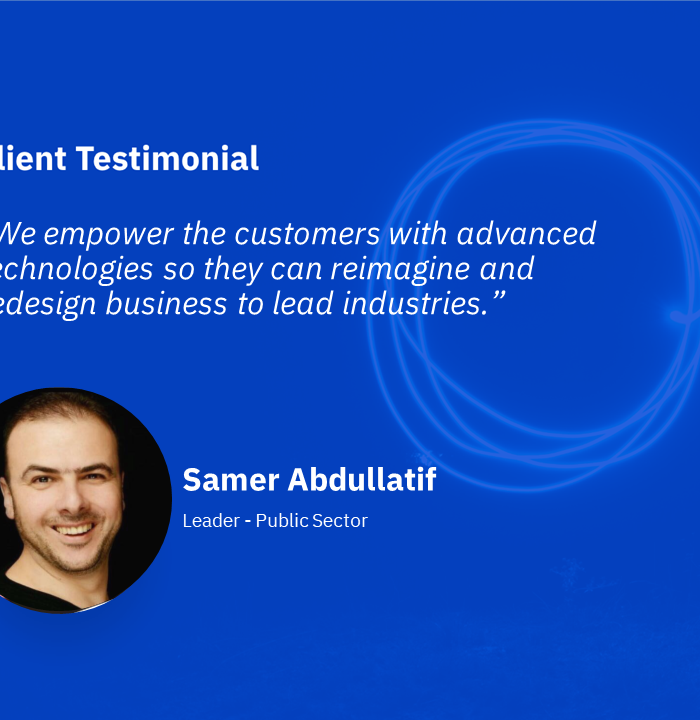 lient Testimonial
We empower the customers with advanced
echnologies so they can reimagine and
edesign business to lead industries.”
Samer Abdullatif
Leader - Public Sector